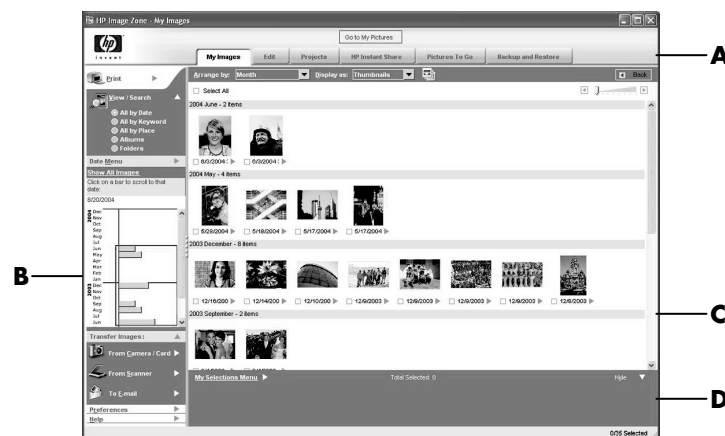 HP Image Zone - My Images
Go to My Pictures
hp
invent
My Images Edit Projects HP Instant Share Pictures To Go Backup and Restore
A
Print
Arrange by: Month Display as: Thumbnails Back
View / Search
Select All
All by Date
All by Keyword
All by Place
Albums
Folders
2004 June - 2 items
6/3/2004 : 6/3/2004 :
Date Menu
Show All Images
Click on a bar to scroll to that
date:
8/20/2004
2004 May - 4 items
5/28/2004 5/18/2004 5/17/2004 5/17/2004
2004
Dec
Nov
Oct
Sep
Aug
Jul
Jun
May
Apr
Mar
Feb
Jan
2003
Dec
Nov
Oct
Sep
Aug
Jul
Jun
B
2003 December - 8 items
12/16/200 12/14/200 12/10/200 12/9/2003 12/9/2003 12/9/2003 12/9/2003 12/8/2003
2003 September - 2 items
C
Transfer Images:
From Camera / Card
From Scanner
To E-mail
Preferences
Help
My Selections Menu Total Selected: 0 Hide
D
0/35 Selected